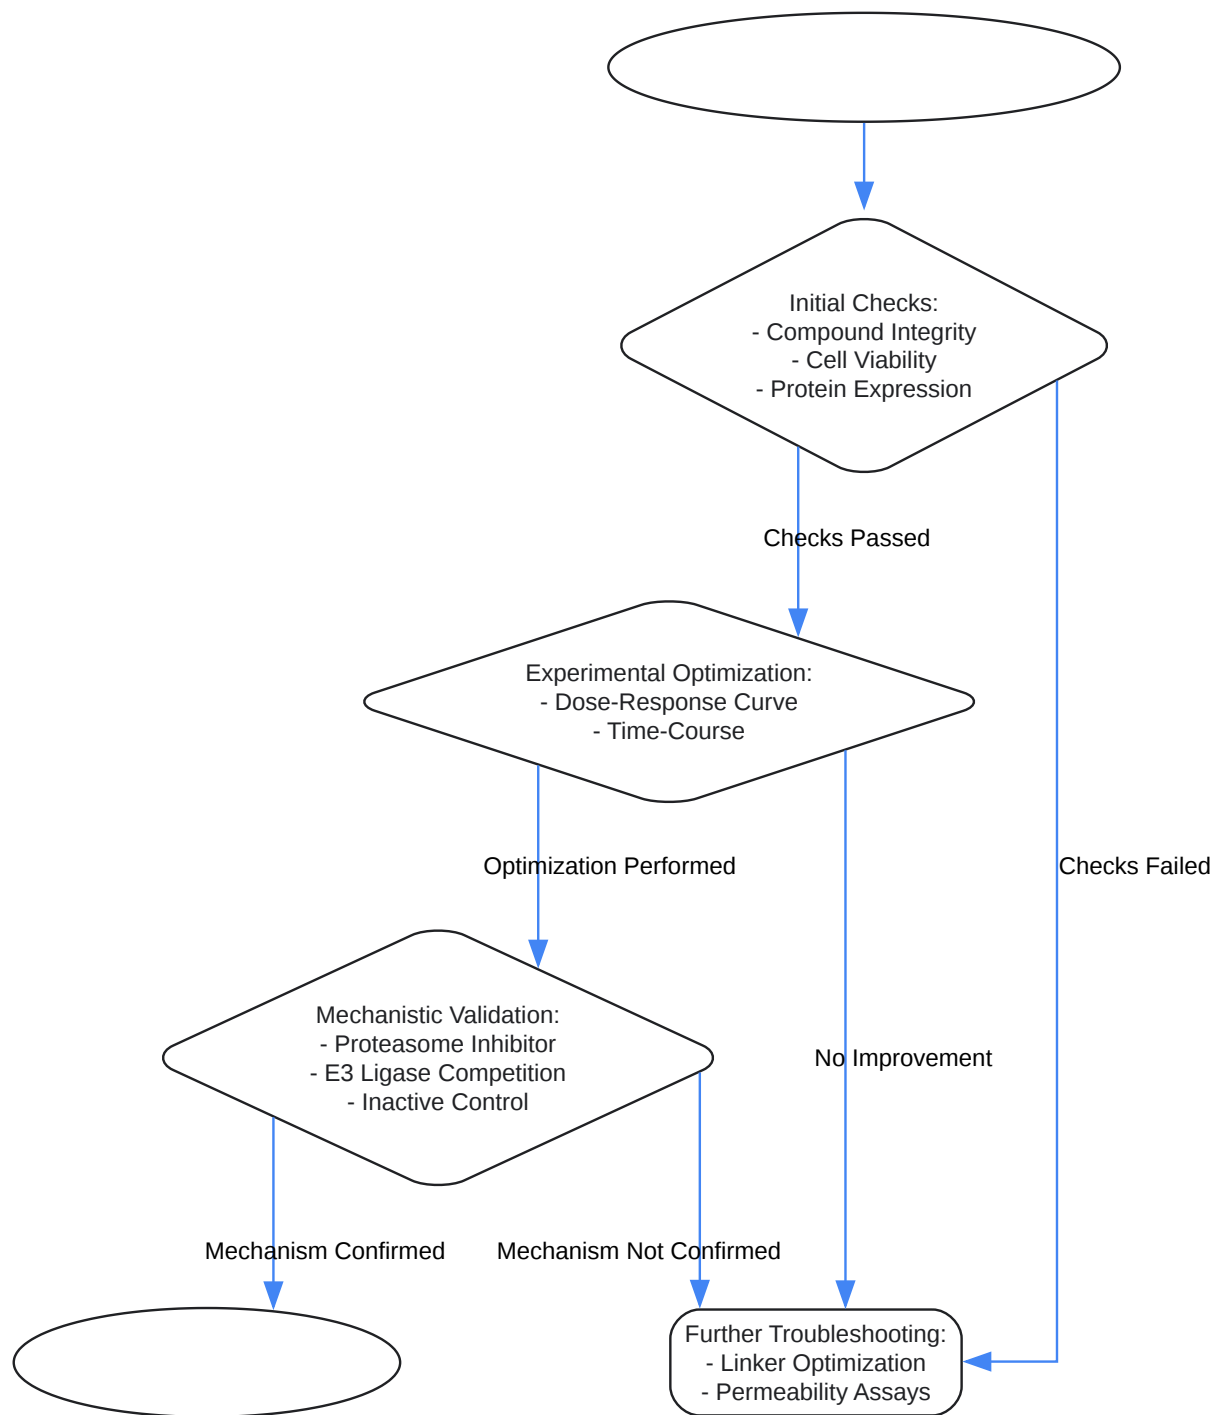 Initial Checks:
- Compound Integrity
- Cell Viability
- Protein Expression
Checks Passed
Experimental Optimization:
- Dose-Response Curve
- Time-Course
Optimization Performed
Checks Failed
Mechanistic Validation:
- Proteasome Inhibitor
- E3 Ligase Competition
- Inactive Control
No Improvement
Mechanism Confirmed
Mechanism Not Confirmed
Further Troubleshooting:
- Linker Optimization
- Permeability Assays